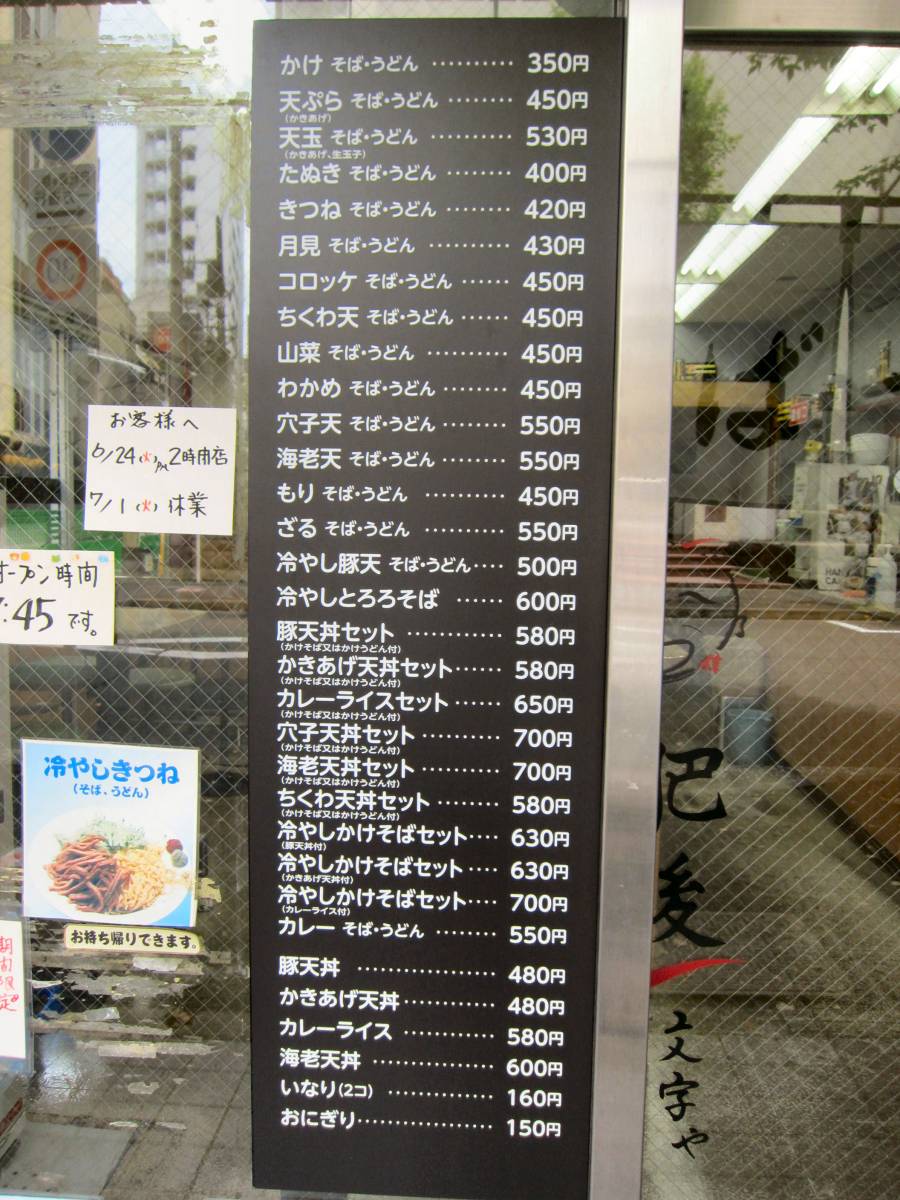 かけ そば・うどん ·········· 350円
天ぷら そば・うどん ········ 450円
(かきあげ)
天玉 そば・うどん ·········· 530円
(かきあげ、生玉子)
たぬき そば・うどん ········ 400円
きつね そば・うどん ········ 420円
月見 そば・うどん ·········· 430円
コロッケ そば・うどん ······ 450円
ちくわ天 そば・うどん ······ 450円
山菜 そば・うどん ·········· 450円
わかめ そば・うどん ········ 450円
穴子天 そば・うどん ········ 550円
海老天 そば・うどん ········ 550円
もり そば・うどん ·········· 450円
ざる そば・うどん ·········· 550円
冷やし豚天 そば・うどん···· 500円
冷やしとろろそば ······ 600円
豚天丼セット ············ 580円
(かけそば又はかけうどん付)
かきあげ天丼セット······ 580円
(かけそば又はかけうどん付)
カレーライスセット ······ 650円
(かけそば又はかけうどん付)
穴子天丼セット ·········· 700円
(かけそば又はかけうどん付)
海老天丼セット ·········· 700円
(かけそば又はかけうどん付)
ちくわ天丼セット ········ 580円
(かけそば又はかけうどん付)
冷やしかけそばセット···· 630円
(豚天丼付)
冷やしかけそばセット···· 630円
(かきあげ天丼付)
冷やしかけそばセット···· 700円
(カレーライス付)
カレー そば・うどん ········ 550円
豚天丼 ·················· 480円
かきあげ天丼············ 480円
カレーライス ············ 580円
海老天丼 ················ 600円
いなり(2コ) ·············· 160円
おにぎり·················· 150円
お客様へ
6/24(火)PM2時閉店
7/1(火)休業
オープン時間
:45です。
冷やしきつね
(そば、うどん)
お持ち帰りできます。
期間限定
肥後
文字や